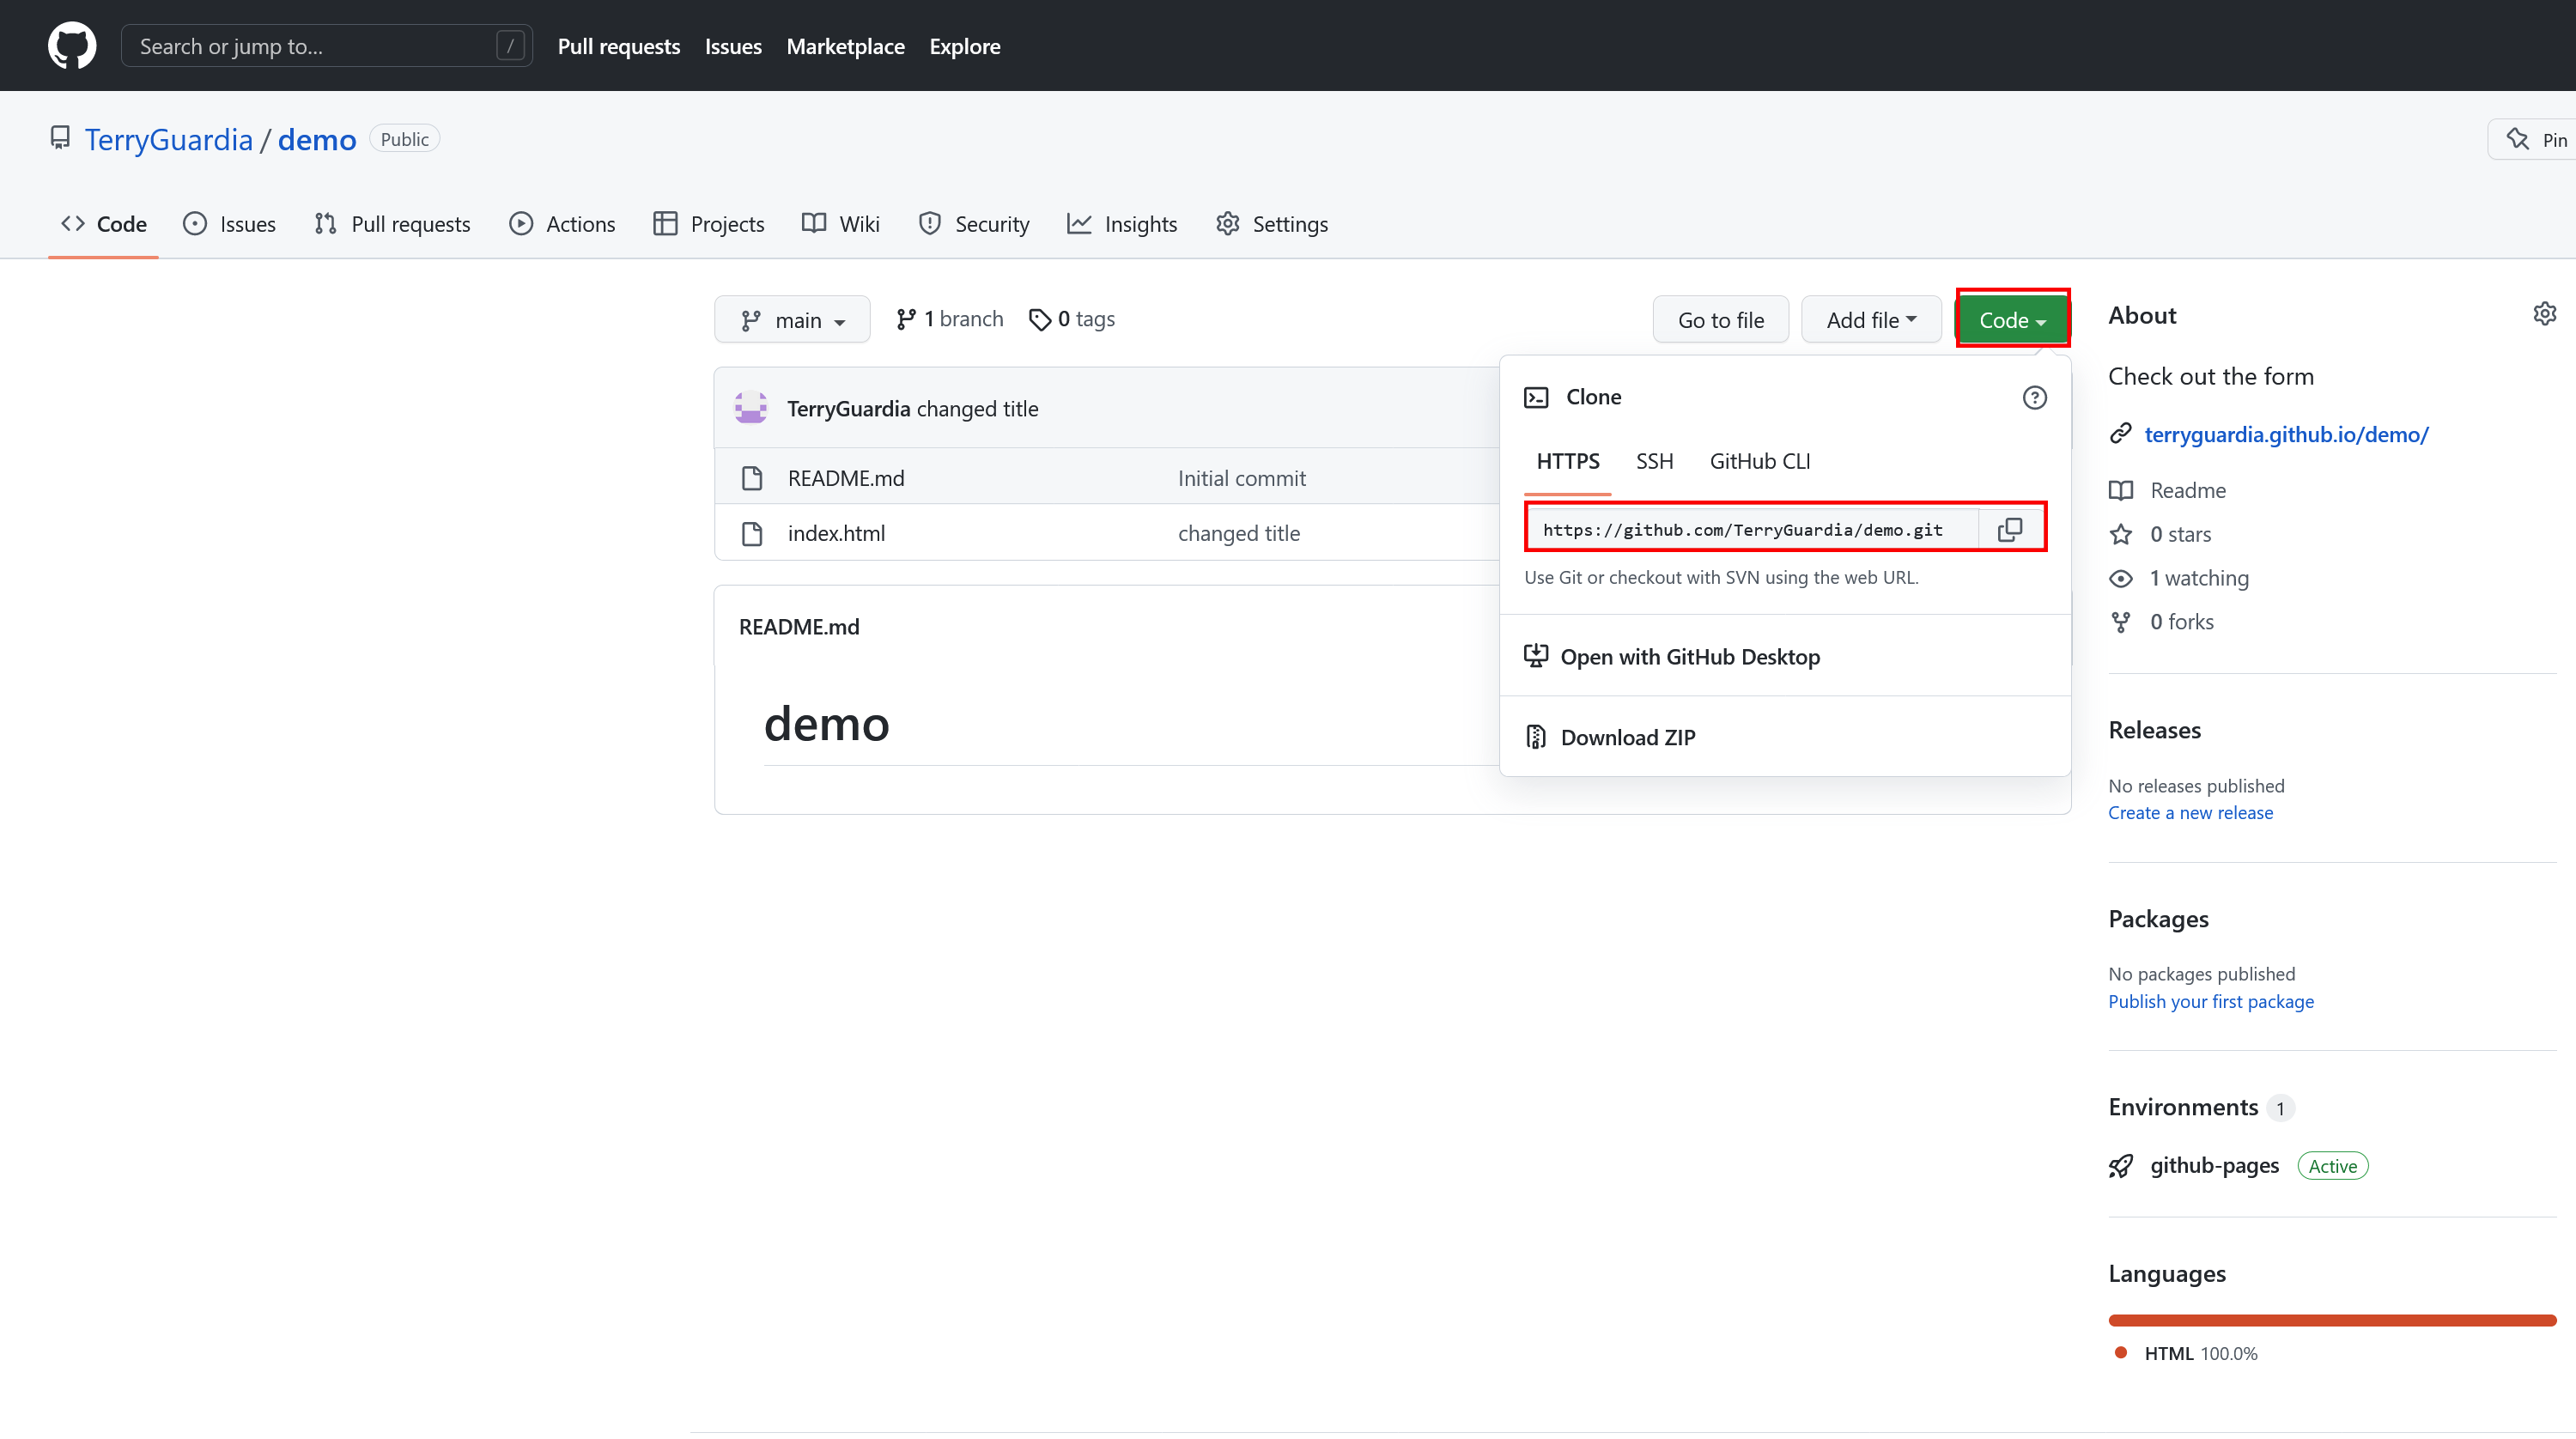 Search or jump to... / Pull requests Issues Marketplace Explore
TerryGuardia / demo Public Pin
Code Issues Pull requests Actions Projects Wiki Security Insights Settings
main 1 branch 0 tags Go to file Add file Code
TerryGuardia changed title
README.md Initial commit
index.html changed title
README.md
demo
Clone
HTTPS SSH GitHub CLI
https://github.com/TerryGuardia/demo.git
Use Git or checkout with SVN using the web URL.
Open with GitHub Desktop
Download ZIP
About
Check out the form
terryguardia.github.io/demo/
Readme
0 stars
1 watching
0 forks
Releases
No releases published
Create a new release
Packages
No packages published
Publish your first package
Environments 1
github-pages Active
Languages
HTML 100.0%